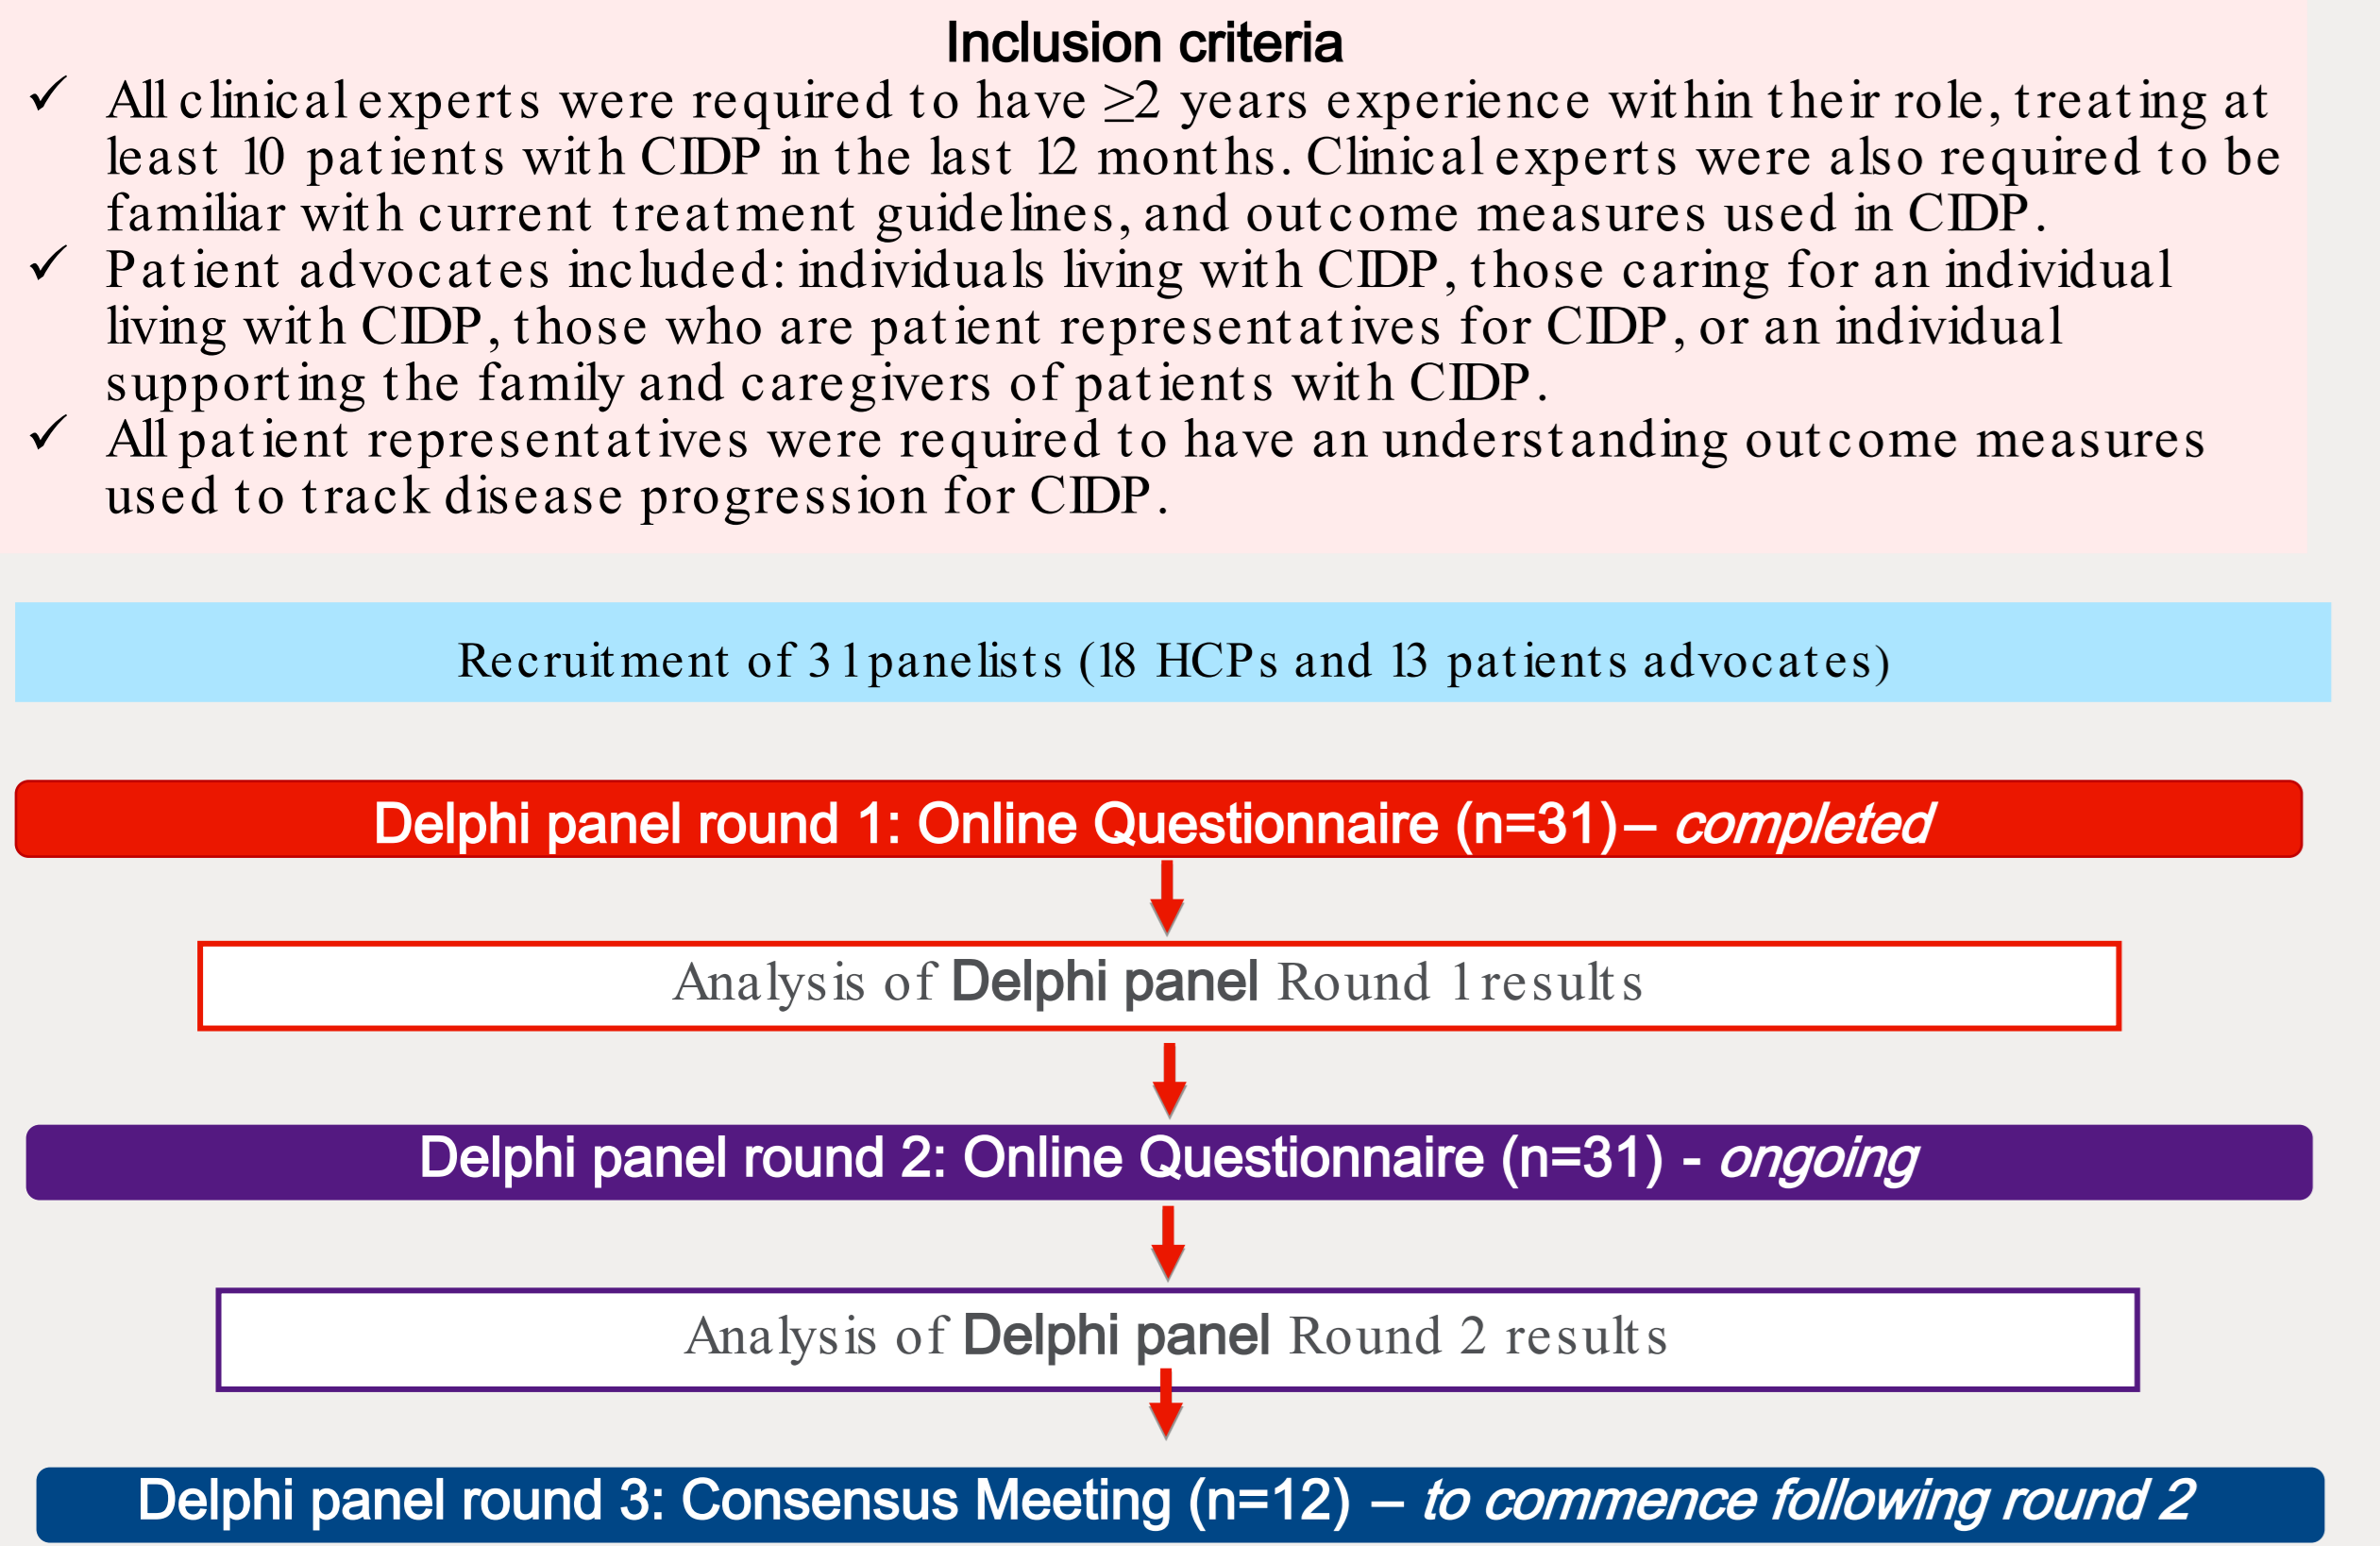 Inclusion criteria
✓ All clinical experts were required to have ≥2 years experience within their role, treating at
least 10 patients with CIDP in the last 12 months. Clinical experts were also required to be
familiar with current treatment guidelines, and outcome measures used in CIDP.
✓ Patient advocates included: individuals living with CIDP, those caring for an individual
living with CIDP, those who are patient representatives for CIDP, or an individual
supporting the family and caregivers of patients with CIDP.
✓ All patient representatives were required to have an understanding outcome measures
used to track disease progression for CIDP.
Recruitment of 31 panelists (18 HCPs and 13 patients advocates)
Delphi panel round 1: Online Questionnaire (n=31)– completed
Analysis of Delphi panel Round 1 results
Delphi panel round 2: Online Questionnaire (n=31) - ongoing
Analysis of Delphi panel Round 2 results
Delphi panel round 3: Consensus Meeting (n=12) – to commence following round 2